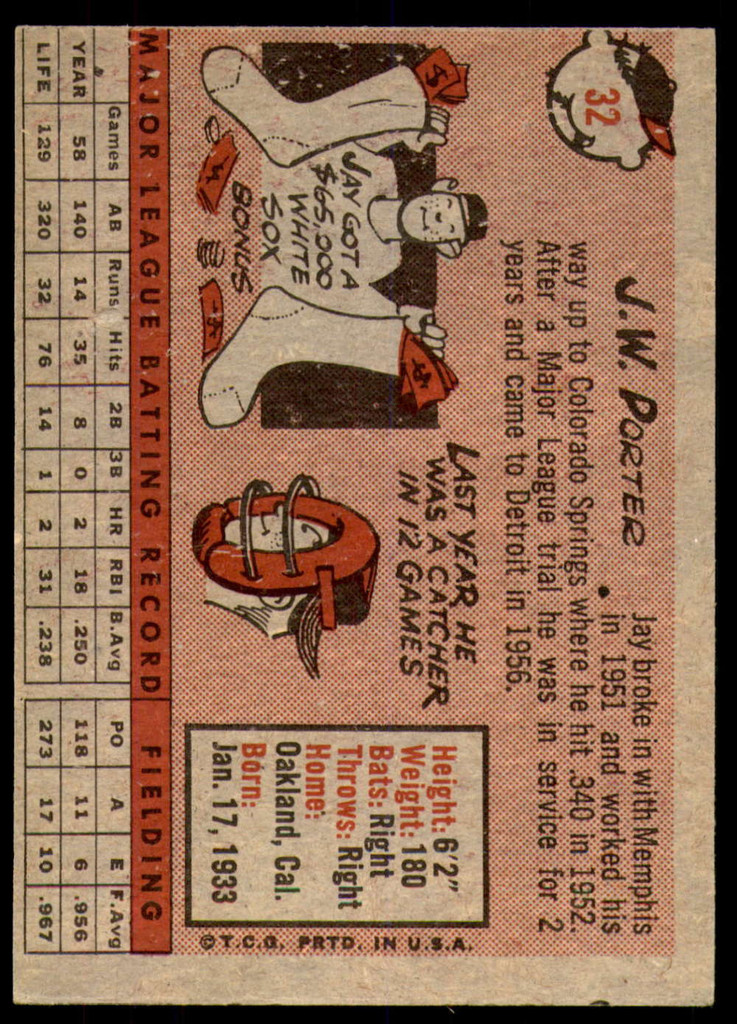 32
J.W. PORTER
Jay broke in with Memphis
in 1951 and worked his
way up to Colorado Springs where he hit .340 in 1952.
After a Major League trial he was in service for 2
years and came to Detroit in 1956.
JAY GOT A
$65,000
WHITE
SOX
BONUS
LAST YEAR HE
WAS A CATCHER
IN 12 GAMES
Height: 6'2"
Weight: 180
Bats: Right
Throws: Right
Home:
Oakland, Cal.
Born:
Jan. 17, 1933
© T.C.G. PRTD. IN U.S.A.
MAJOR LEAGUE BATTING RECORD FIELDING
Games AB Runs Hits 2B 3B HR RBI B.Avg PO A E F.Avg
YEAR 58 140 14 35 8 0 2 18 .250 118 11 6 .956
LIFE 129 320 32 76 14 1 2 31 .238 273 17 10 .967